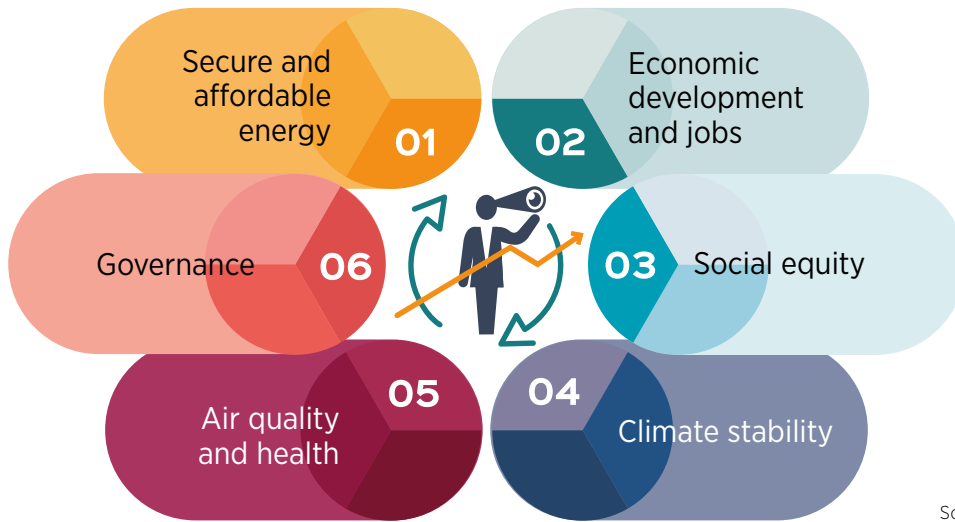 Secure and
affordable
energy
01
02
Economic
development
and jobs
03
Social equity
04
Climate stability
05
Air quality
and health
06
Governance